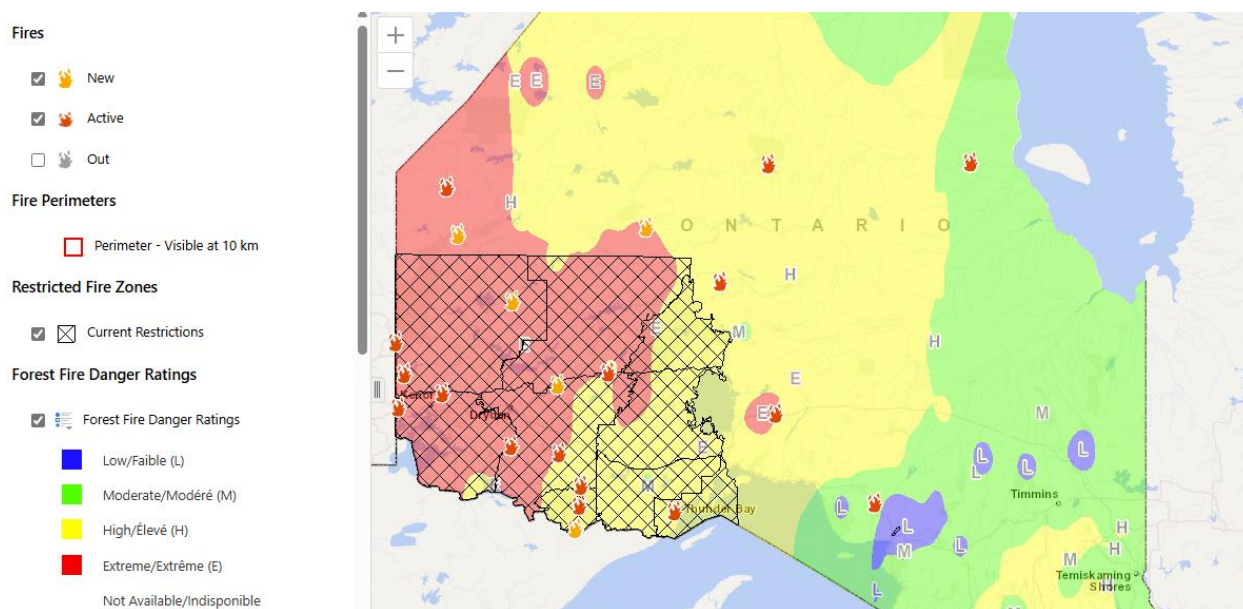 Fires
New
Active
Out
Fire Perimeters
Perimeter - Visible at 10 km
Restricted Fire Zones
Current Restrictions
Forest Fire Danger Ratings
Forest Fire Danger Ratings
Low/Faible (L)
Moderate/Modéré (M)
High/Élevé (H)
Extreme/Extrême (E)
Not Available/Indisponible
+
−
E E E
H
ONTARIO
H
E M
H
E
E
M
E
L L L
L
M
Timmins
Thunder Bay
L
L
L
M
H
H
M
Temiskaming
Shores
H
L
M